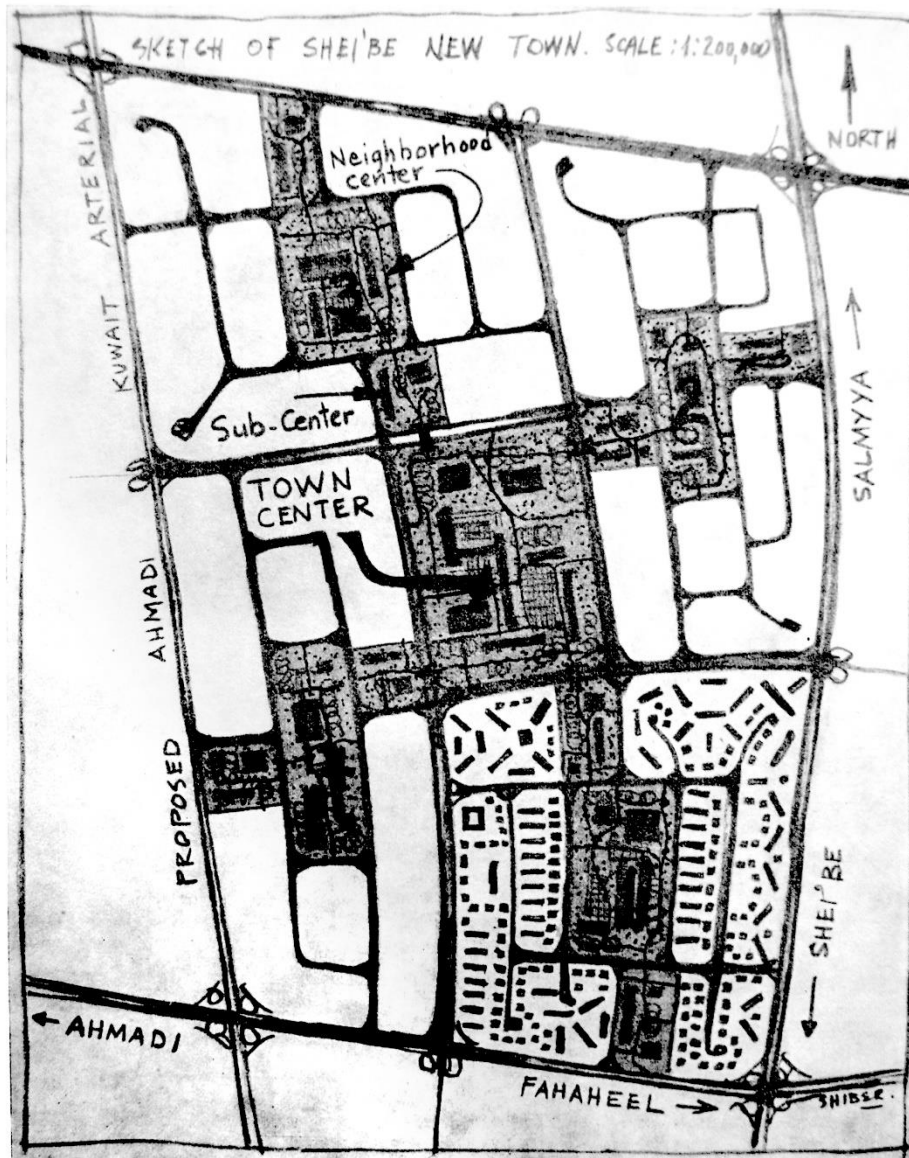 SKETCH OF SHEI'BE NEW TOWN. SCALE:1:200,000
NORTH
Neighborhood
center
KUWAIT ARTERIAL
Sub-Center
SALMYYA
TOWN
CENTER
PROPOSED AHMADI
SHEI'BE
AHMADI
FAHAHEEL
SHIBER.